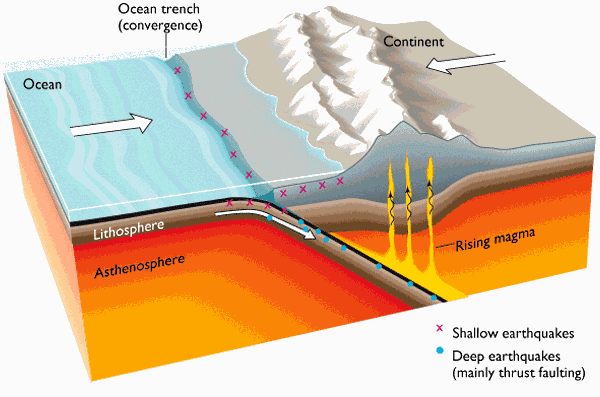 Ocean trench
(convergence)
Continent
Ocean
Lithosphere
Asthenosphere
Rising magma
Shallow earthquakes
Deep earthquakes
(mainly thrust faulting)